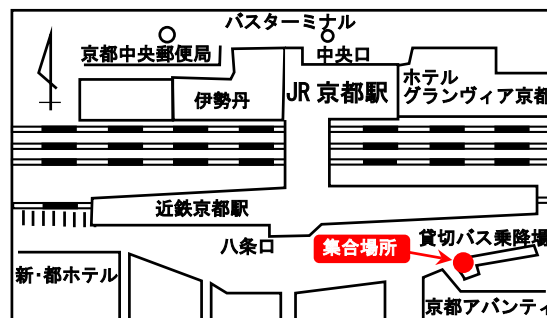 バスターミナル
京都中央郵便局
中央口
ホテル
グランヴィア京都
伊勢丹
JR 京都駅
近鉄京都駅
八条口
貸切バス乗降場
集合場所
新・都ホテル
京都アバンティ